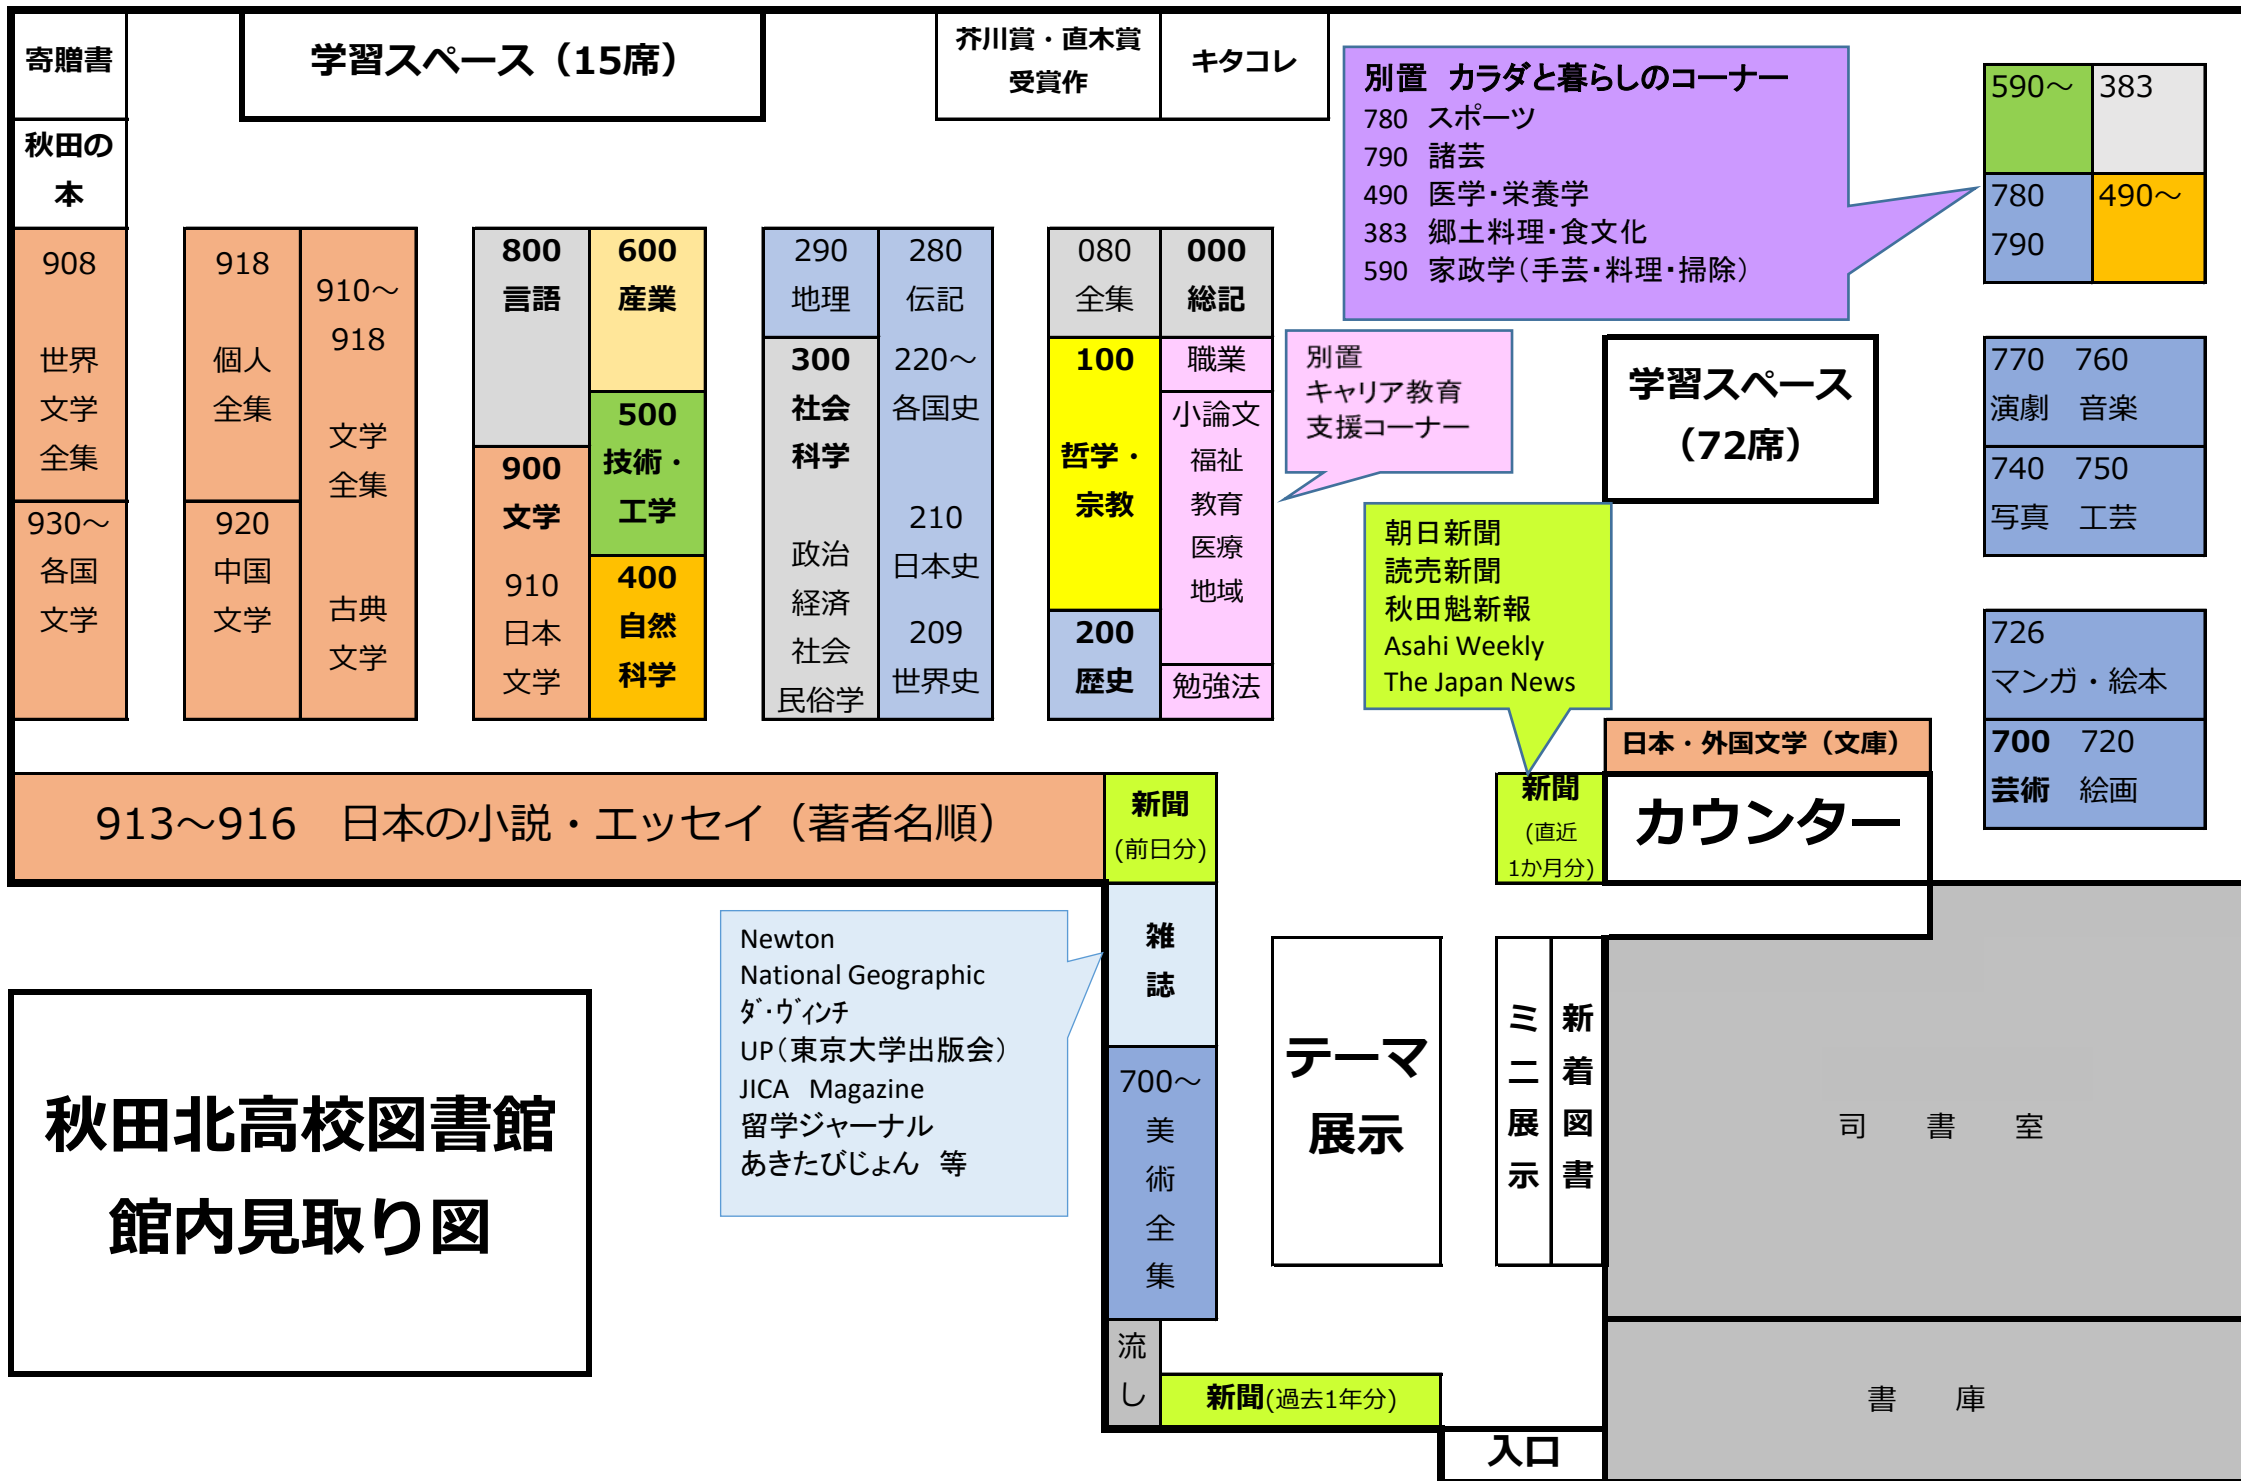 寄贈書
学習スペース（15席）
芥川賞・直木賞
受賞作
キタコレ
別置 カラダと暮らしのコーナー
780 スポーツ
790 諸芸
490 医学・栄養学
383 郷土料理・食文化
590 家政学（手芸・料理・掃除）
590～
383
780
790
490～
秋田の
本
908
世界
文学
全集
930～
各国
文学
918
個人
全集
920
中国
文学
910～
918
文学
全集
古典
文学
800
言語
900
文学
910
日本
文学
600
産業
500
技術・
工学
400
自然
科学
290
地理
300
社会
科学
政治
経済
社会
民俗学
280
伝記
220～
各国史
210
日本史
209
世界史
080
全集
100
哲学・
宗教
200
歴史
000
総記
職業
小論文
福祉
教育
医療
地域
勉強法
別置
キャリア教育
支援コーナー
学習スペース
（72席）
770 760
演劇 音楽
740 750
写真 工芸
朝日新聞
読売新聞
秋田魁新報
Asahi Weekly
The Japan News
726
マンガ・絵本
700 720
芸術 絵画
日本・外国文学（文庫）
913～916 日本の小説・エッセイ（著者名順）
新聞
(前日分)
新聞
(直近
1か月分)
カウンター
Newton
National Geographic
ダ・ヴィンチ
UP（東京大学出版会）
JICA Magazine
留学ジャーナル
あきたびじょん 等
雑
誌
700～
美
術
全
集
テーマ
展示
ミニ展示
新着図書
司 書 室
秋田北高校図書館
館内見取り図
流
し
新聞(過去1年分)
書 庫
入口